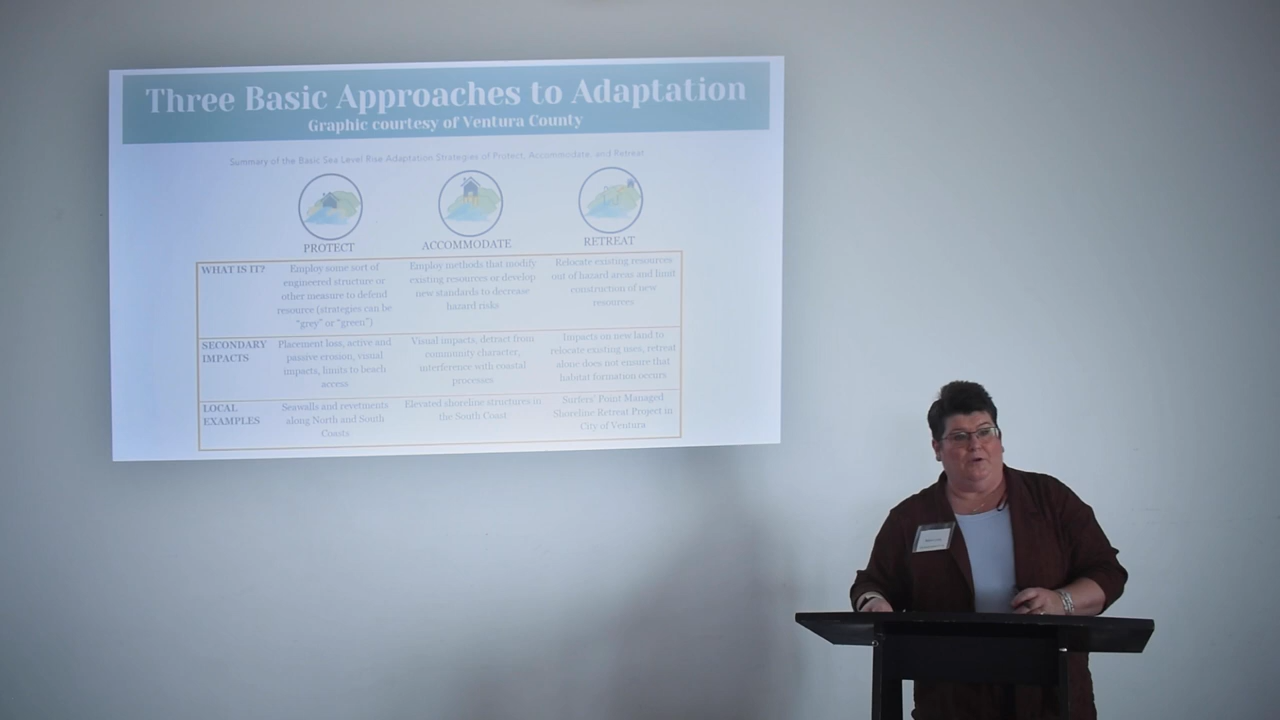 Three Basic Approaches to Adaptation
Graphic courtesy of Ventura County
Summary of the Basic Sea Level Rise Adaptation Strategies of Protect, Accommodate, and Retreat
PROTECT
ACCOMMODATE
RETREAT
WHAT IS IT?
Employ some sort of
engineered structure or
other measure to defend
resource (strategies can be
"grey" or "green")
Employ methods that modify
existing resources or develop
new standards to decrease
hazard risks
Relocate existing resources
out of hazard areas and limit
construction of new
resources
SECONDARY
IMPACTS
Placement loss, active and
passive erosion, visual
impacts, limits to beach
access
Visual impacts, detract from
community character,
interference with coastal
processes
Impacts on new land to
relocate existing uses, retreat
alone does not ensure that
habitat formation occurs
LOCAL
EXAMPLES
Seawalls and revetments
along North and South
Coasts
Elevated shoreline structures in
the South Coast
Surfers' Point Managed
Shoreline Retreat Project in
City of Ventura